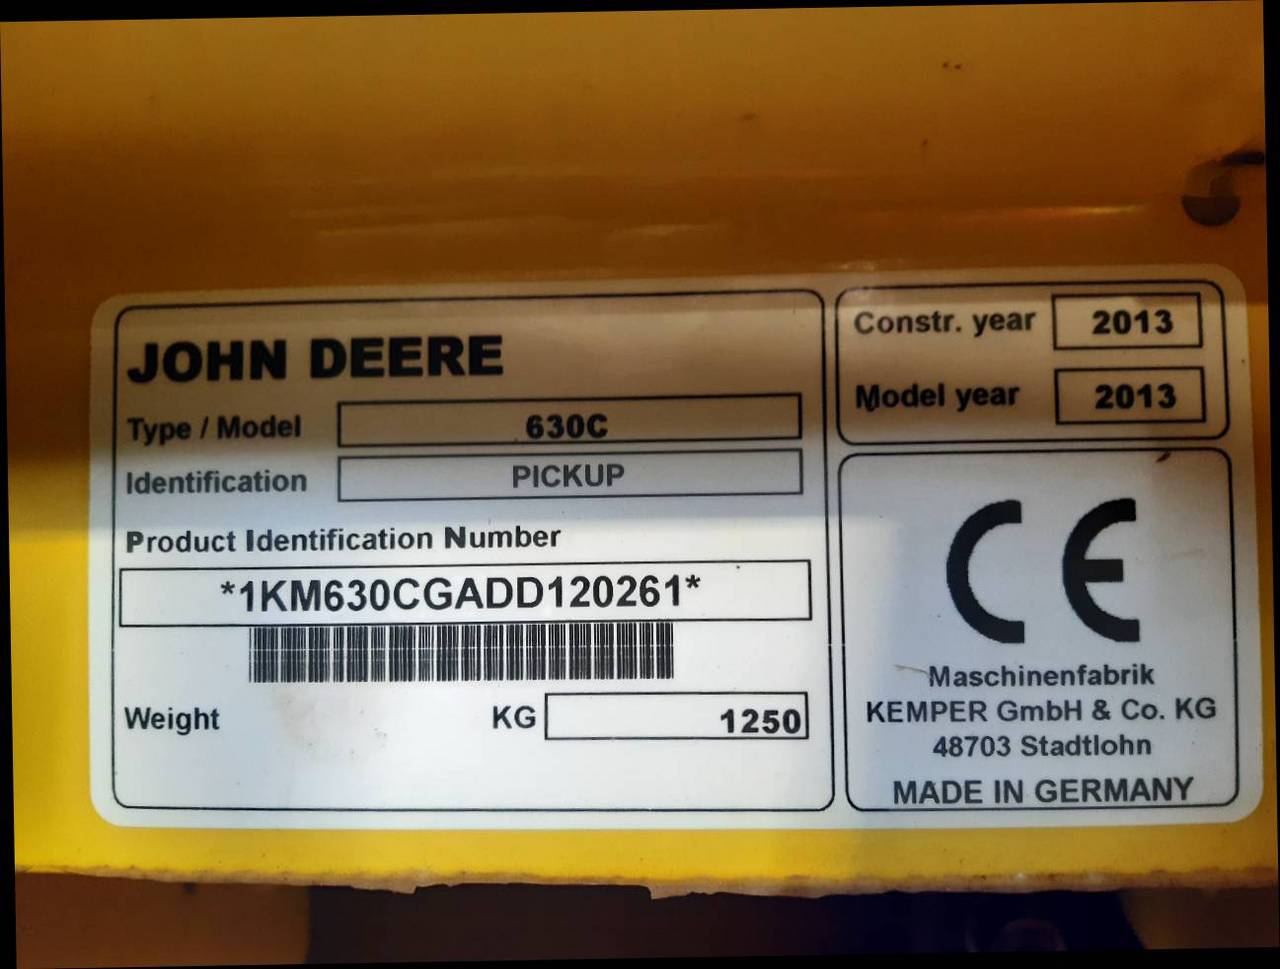 JOHN DEERE
Type / Model 630C
Identification PICKUP
Product Identification Number
*1KM630CGADD120261*
Weight KG 1250
Constr. year 2013
Model year 2013
CE
Maschinenfabrik
KEMPER GmbH & Co. KG
48703 Stadtlohn
MADE IN GERMANY